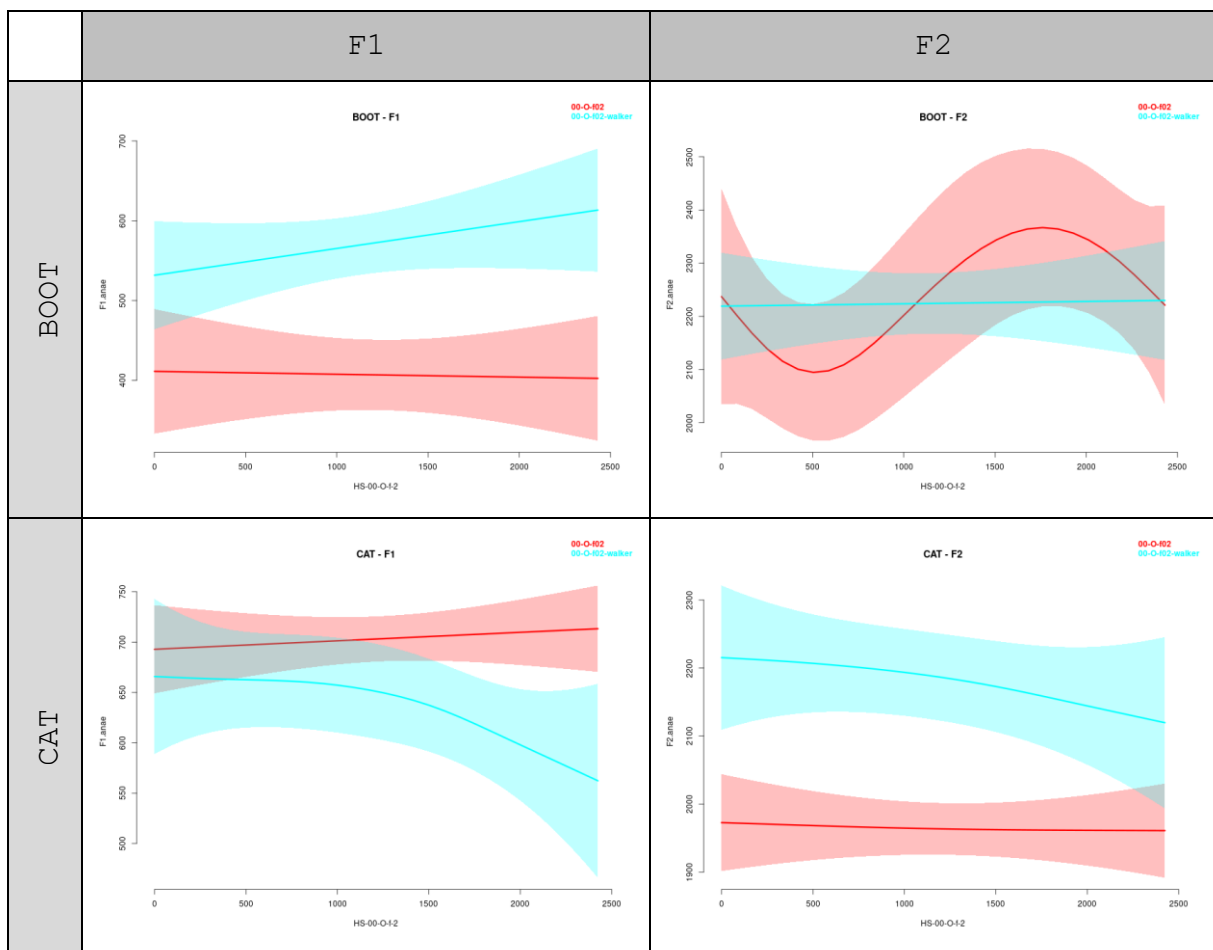 F1
F2
BOOT
00-O-f02
00-O-f02-walker
BOOT - F1
700
600
500
400
F1.anae
0 500 1000 1500 2000 2500
HS-00-O-f-2
00-O-f02
00-O-f02-walker
BOOT - F2
2500
2400
2300
2200
2100
2000
F2.anae
0 500 1000 1500 2000 2500
HS-00-O-f-2
CAT
00-O-f02
00-O-f02-walker
CAT - F1
750
700
650
600
550
500
F1.anae
0 500 1000 1500 2000 2500
HS-00-O-f-2
00-O-f02
00-O-f02-walker
CAT - F2
2300
2200
2100
2000
1900
F2.anae
0 500 1000 1500 2000 2500
HS-00-O-f-2